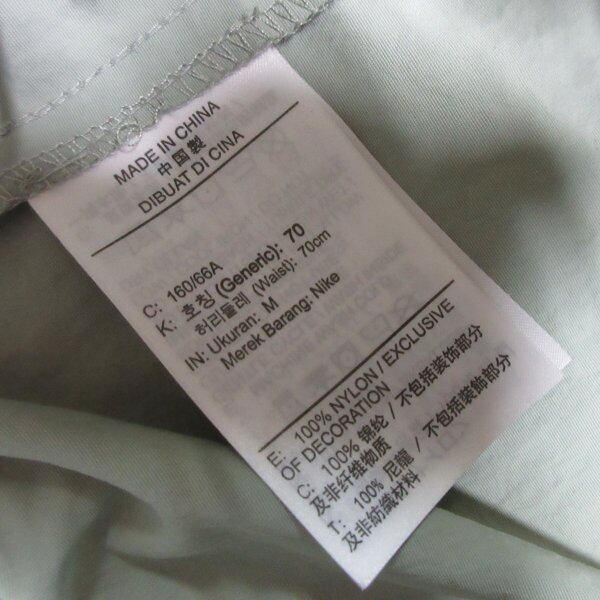 MADE IN CHINA
中国製
DIBUAT DI CINA
C: 160/66A
K: 호칭 (Generic): 70
허리둘레 (Waist): 70cm
IN: Ukuran: M
Merek Barang: Nike
E: 100% NYLON / EXCLUSIVE
OF DECORATION
C: 100% 锦纶 / 不包括装饰部分
及非纤维物质
T: 100% 尼龍 / 不包括裝飾部分
及非紡織材料